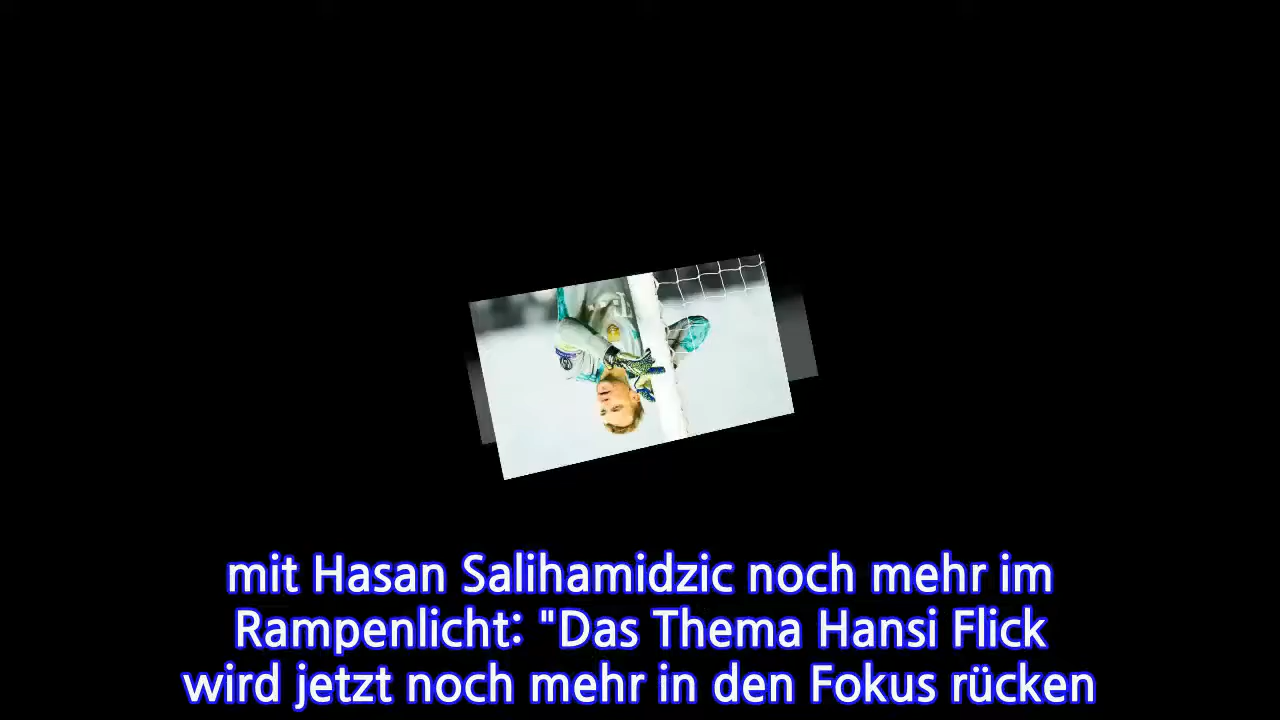 mit Hasan Salihamidzic noch mehr im
Rampenlicht: "Das Thema Hansi Flick
wird jetzt noch mehr in den Fokus rücken